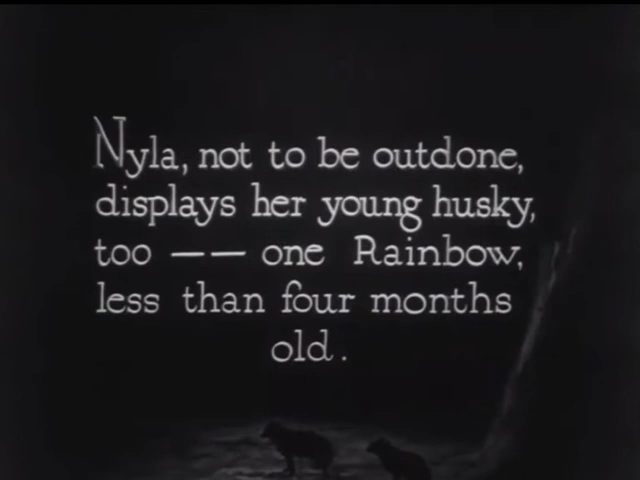 Nyla, not to be outdone,
displays her young husky,
too —— one Rainbow,
less than four months
old.